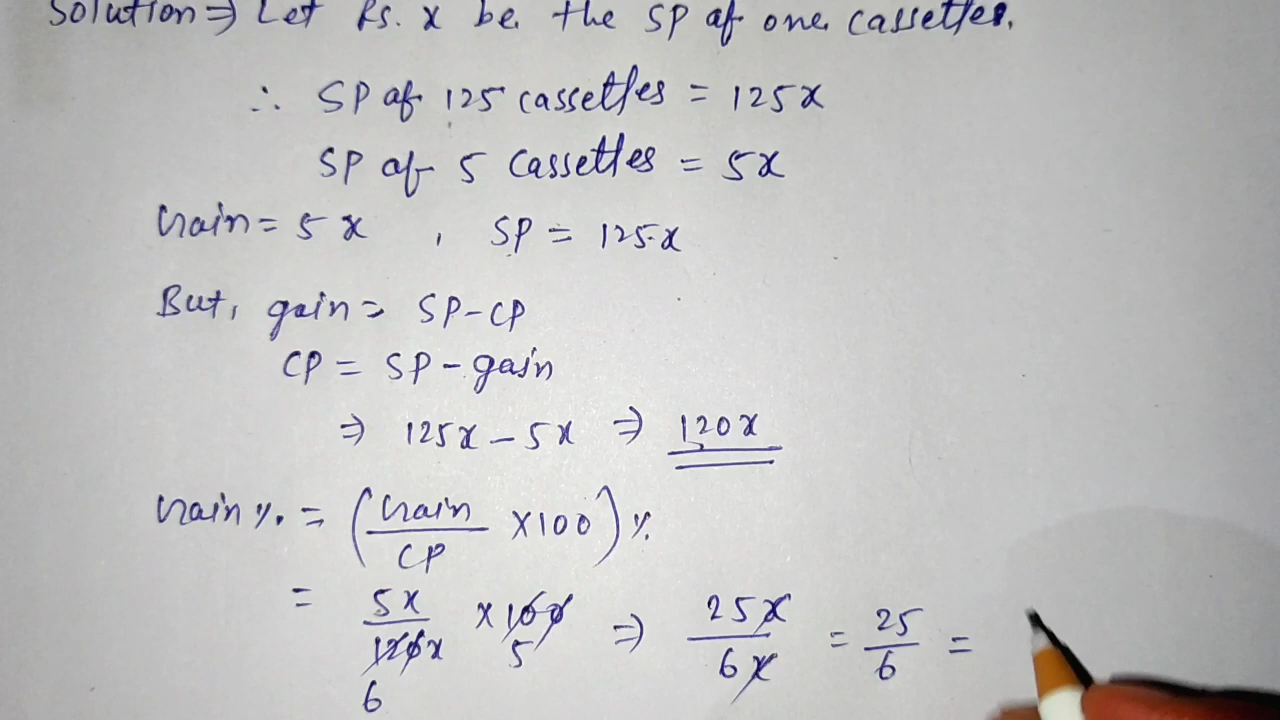 Solution ⇒ Let Rs. x be the SP of one cassettes.
∴ SP of 125 cassettes = 125x
SP of 5 Cassettes = 5x
Gain = 5x , SP = 125x
But, gain = SP - CP
CP = SP - gain
⇒ 125x - 5x ⇒ 120x
Gain % = (Gain/CP × 100) %
= 5x/120x × 100 ⇒ 25x/6x = 25/6 =
6 5